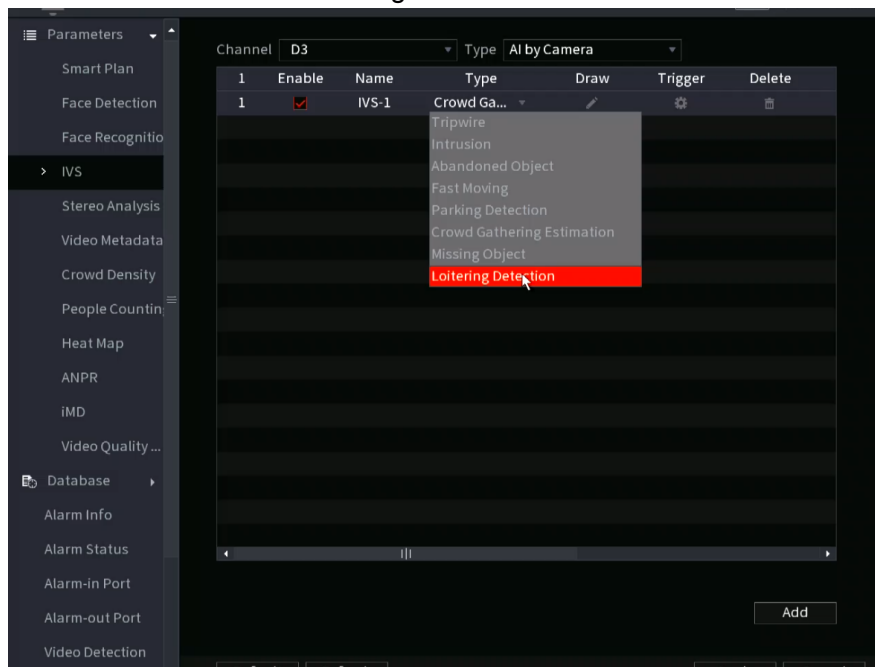 Parameters
Smart Plan
Face Detection
Face Recognitio
IVS
Stereo Analysis
Video Metadata
Crowd Density
People Countin
Heat Map
ANPR
iMD
Video Quality ...
Database
Alarm Info
Alarm Status
Alarm-in Port
Alarm-out Port
Video Detection
Channel D3 Type AI by Camera
1 Enable Name Type Draw Trigger Delete
1 IVS-1 Crowd Ga...
Tripwire
Intrusion
Abandoned Object
Fast Moving
Parking Detection
Crowd Gathering Estimation
Missing Object
Loitering Detection
Add